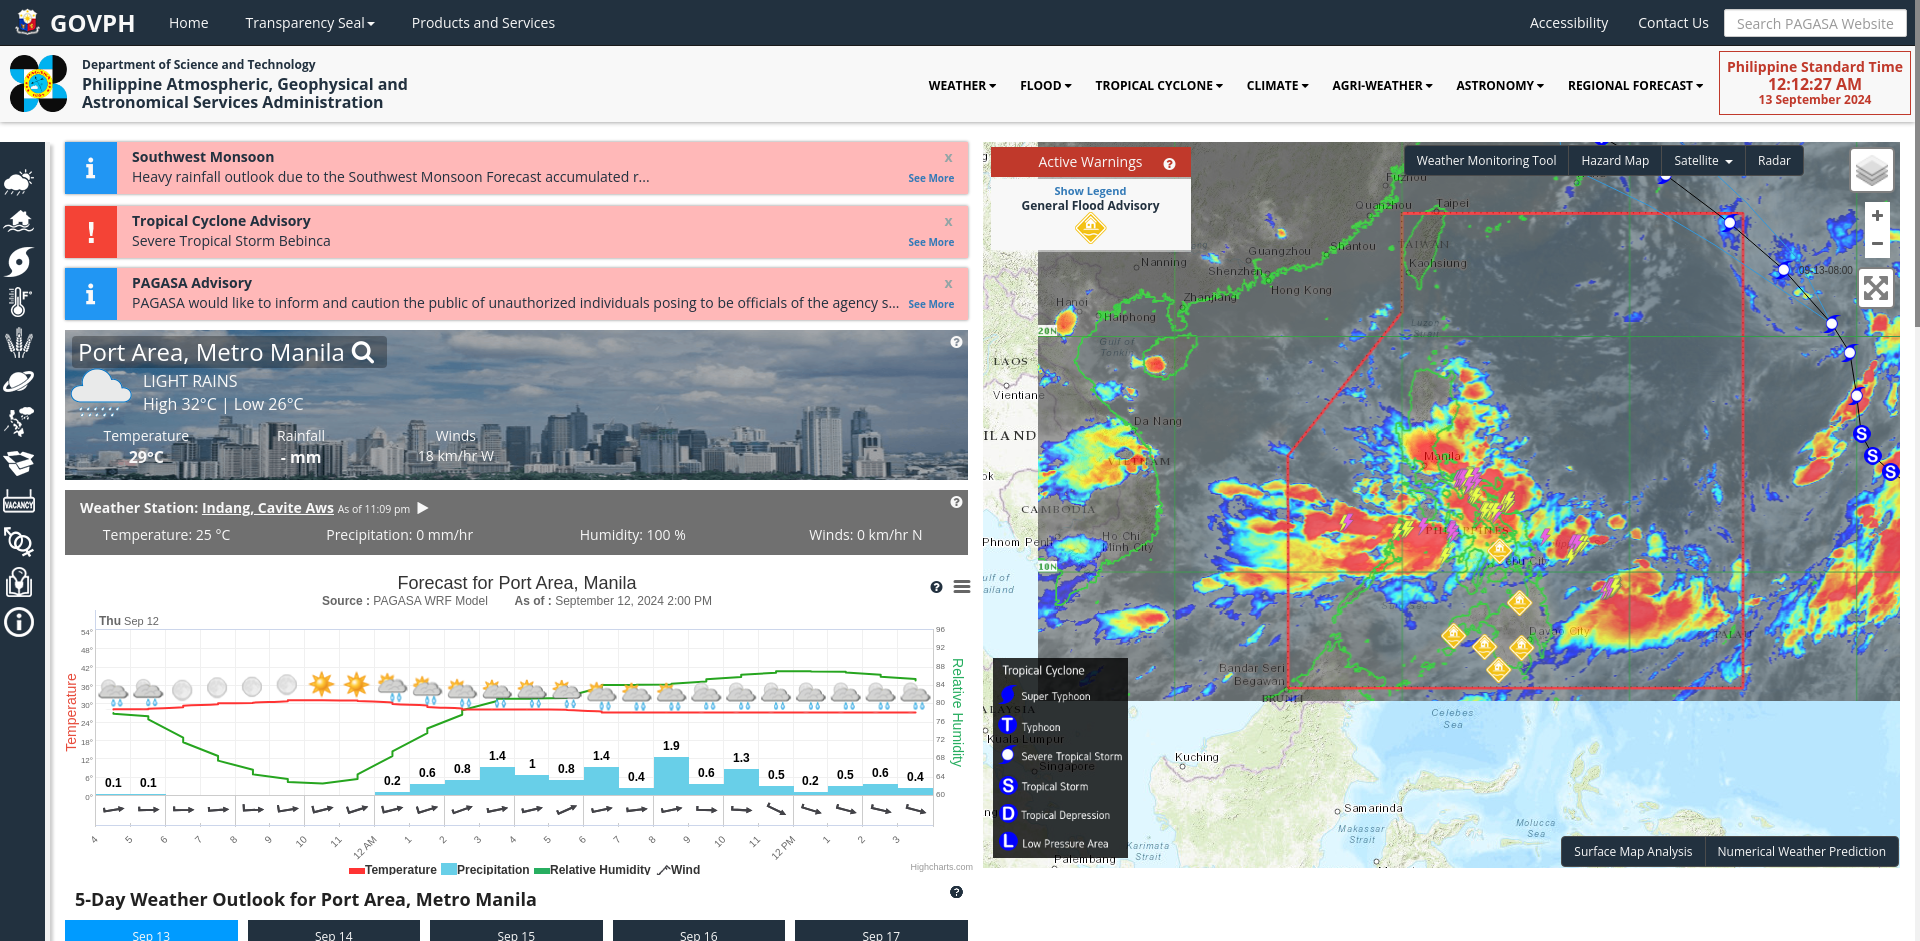 GOVPH
Home
Transparency Seal
Products and Services
Accessibility
Contact Us
Search PAGASA Website
Department of Science and Technology
Philippine Atmospheric, Geophysical and
Astronomical Services Administration
WEATHER
FLOOD
TROPICAL CYCLONE
CLIMATE
AGRI-WEATHER
ASTRONOMY
REGIONAL FORECAST
Philippine Standard Time
12:12:27 AM
13 September 2024
Southwest Monsoon
x
Heavy rainfall outlook due to the Southwest Monsoon Forecast accumulated r...
See More
Tropical Cyclone Advisory
x
Severe Tropical Storm Bebinca
See More
PAGASA Advisory
x
PAGASA would like to inform and caution the public of unauthorized individuals posing to be officials of the agency s...
See More
VACANCY
Port Area, Metro Manila
LIGHT RAINS
High 32°C | Low 26°C
Temperature
Rainfall
Winds
29°C
- mm
18 km/hr W
Weather Station: Indang, Cavite Aws As of 11:09 pm
Temperature: 25 °C
Precipitation: 0 mm/hr
Humidity: 100 %
Winds: 0 km/hr N
Forecast for Port Area, Manila
Source : PAGASA WRF Model As of : September 12, 2024 2:00 PM
Thu Sep 12
54°
48°
42°
36°
30°
24°
18°
12°
6°
0°
Temperature
96
92
88
84
80
76
72
68
64
60
Relative Humidity
0.1
0.1
0.2
0.6
0.8
1.4
1
0.8
1.4
0.4
1.9
0.6
1.3
0.5
0.2
0.5
0.6
0.4
4
5
6
7
8
9
10
11
12 AM
1
2
3
4
5
6
7
8
9
10
11
12 PM
1
2
3
Temperature
Precipitation
Relative Humidity
Wind
Highcharts.com
5-Day Weather Outlook for Port Area, Metro Manila
Sep 13
Sep 14
Sep 15
Sep 16
Sep 17
Active Warnings
Show Legend
General Flood Advisory
Weather Monitoring Tool
Hazard Map
Satellite
Radar
+
−
Fuzhou
Quanzhou
Taipei
TAIWAN
Kaohsiung
Shantou
Guangzhou
Shenzhen
Hong Kong
Nanning
Zhanjiang
Hanoi
Haiphong
Gulf of
Tonkin
20N
LAOS
Vientiane
Da Nang
VIETNAM
CAMBODIA
Phnom Penh
Ho Chi
Minh City
10N
Manila
PHILIPPINES
Davao City
PALAU
Bandar Seri
Begawan
BRUNEI
Kuala Lumpur
Singapore
Celebes
Sea
Kuching
Samarinda
Makassar
Strait
Molucca
Sea
Karimata
Strait
Palembang
Tropical Cyclone
Super Typhoon
T Typhoon
Severe Tropical Storm
S Tropical Storm
D Tropical Depression
L Low Pressure Area
S
S
S
Surface Map Analysis
Numerical Weather Prediction